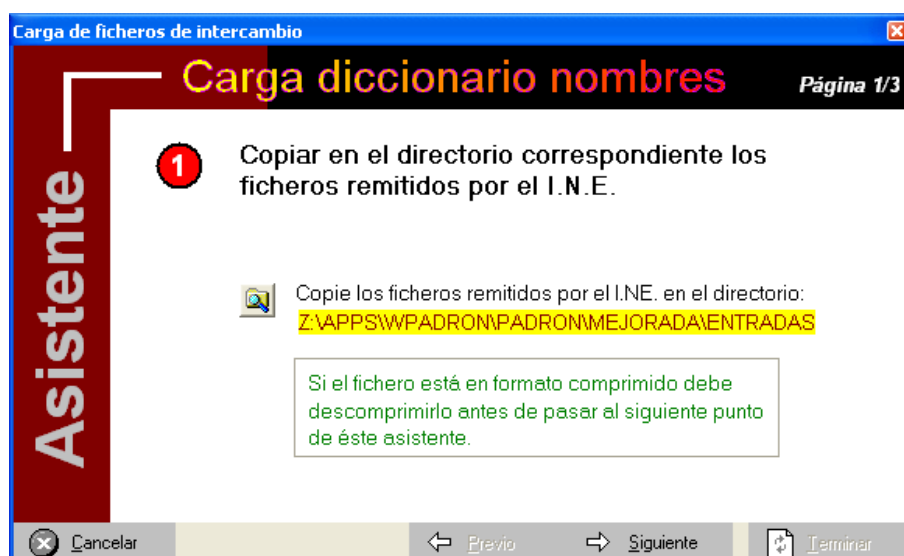 Carga de ficheros de intercambio
Carga diccionario nombres
Página 1/3
Asistente
1
Copiar en el directorio correspondiente los
ficheros remitidos por el I.N.E.
Copie los ficheros remitidos por el I.NE. en el directorio:
Z:\APPS\WPADRON\PADRON\MEJORADA\ENTRADAS
Si el fichero está en formato comprimido debe
descomprimirlo antes de pasar al siguiente punto
de éste asistente.
Cancelar
Previo
Siguiente
Terminar